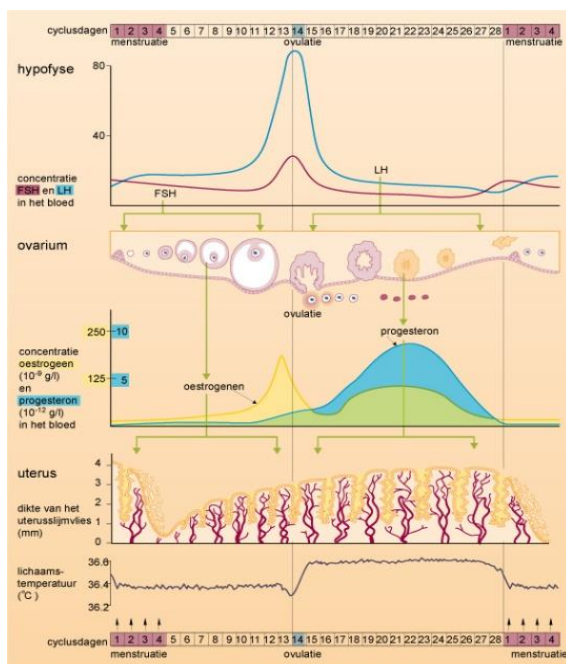 cyclusdagen 1 2 3 4 5 6 7 8 9 10 11 12 13 14 15 16 17 18 19 20 21 22 23 24 25 26 27 28 1 2 3 4
menstruatie ovulatie menstruatie
hypofyse
80
40
concentratie
FSH en LH
in het bloed
FSH
LH
ovarium
ovulatie
250 10
125 5
concentratie
oestrogeen
(10⁻⁹ g/l)
en
progesteron
(10⁻¹² g/l)
in het bloed
oestrogenen
progesteron
uterus
dikte van het
uterusslijmvlies
(mm)
4
3
2
1
0
lichaams-
temperatuur
(°C)
36.6
36.4
36.2
cyclusdagen 1 2 3 4 5 6 7 8 9 10 11 12 13 14 15 16 17 18 19 20 21 22 23 24 25 26 27 28 1 2 3 4
menstruatie ovulatie menstruatie